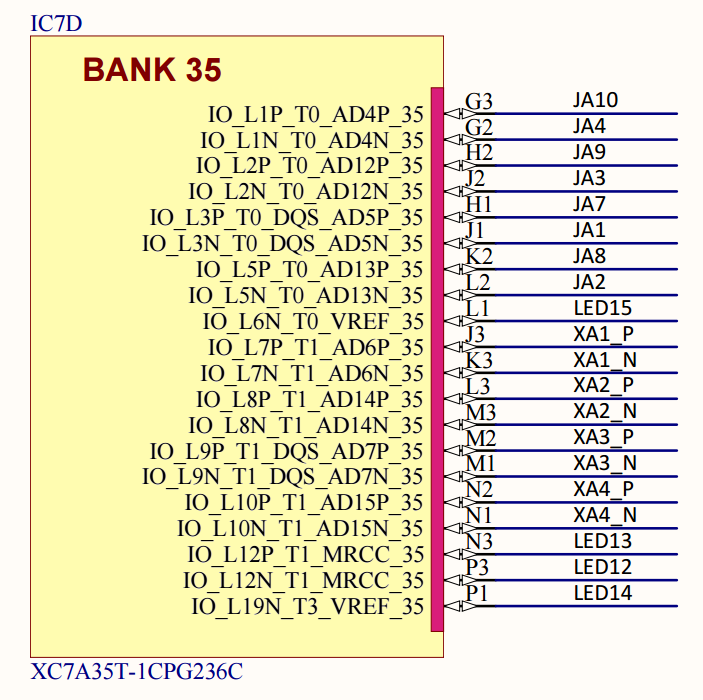 IC7D
BANK 35
IO_L1P_T0_AD4P_35 G3 JA10
IO_L1N_T0_AD4N_35 G2 JA4
IO_L2P_T0_AD12P_35 H2 JA9
IO_L2N_T0_AD12N_35 J2 JA3
IO_L3P_T0_DQS_AD5P_35 H1 JA7
IO_L3N_T0_DQS_AD5N_35 J1 JA1
IO_L5P_T0_AD13P_35 K2 JA8
IO_L5N_T0_AD13N_35 L2 JA2
IO_L6N_T0_VREF_35 L1 LED15
IO_L7P_T1_AD6P_35 J3 XA1_P
IO_L7N_T1_AD6N_35 K3 XA1_N
IO_L8P_T1_AD14P_35 L3 XA2_P
IO_L8N_T1_AD14N_35 M3 XA2_N
IO_L9P_T1_DQS_AD7P_35 M2 XA3_P
IO_L9N_T1_DQS_AD7N_35 M1 XA3_N
IO_L10P_T1_AD15P_35 N2 XA4_P
IO_L10N_T1_AD15N_35 N1 XA4_N
IO_L12P_T1_MRCC_35 N3 LED13
IO_L12N_T1_MRCC_35 P3 LED12
IO_L19N_T3_VREF_35 P1 LED14
XC7A35T-1CPG236C